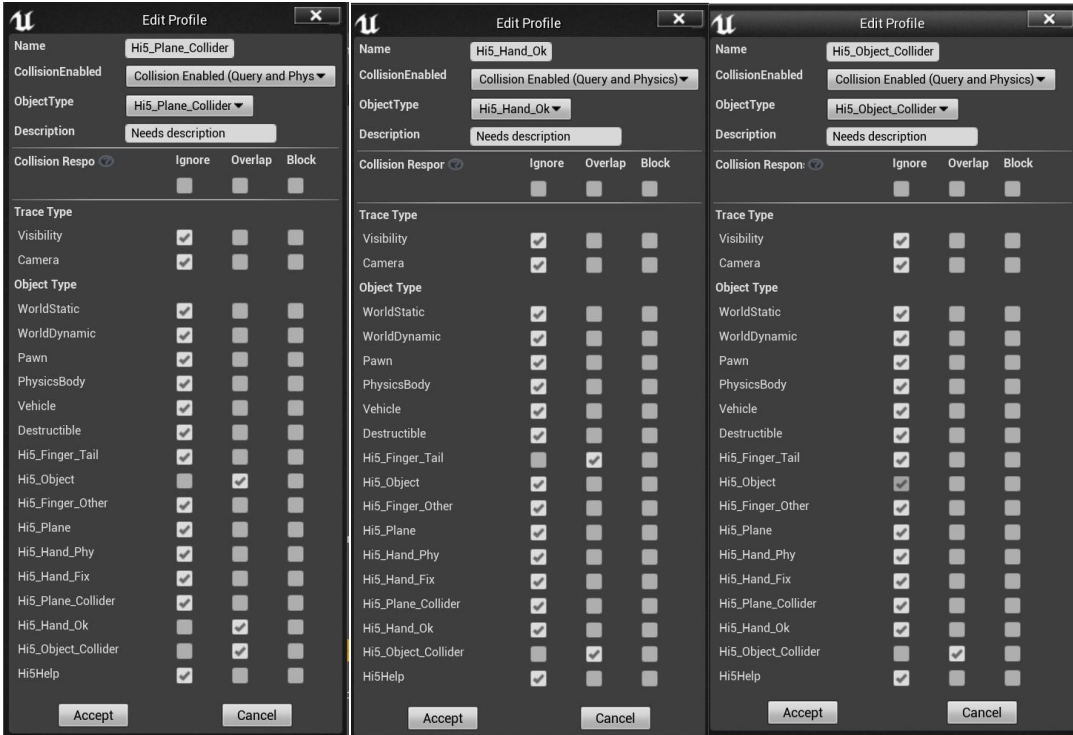 Edit Profile
Name Hi5_Plane_Collider
CollisionEnabled Collision Enabled (Query and Phys
ObjectType Hi5_Plane_Collider
Description Needs description
Collision Respo Ignore Overlap Block
Trace Type
Visibility
Camera
Object Type
WorldStatic
WorldDynamic
Pawn
PhysicsBody
Vehicle
Destructible
Hi5_Finger_Tail
Hi5_Object
Hi5_Finger_Other
Hi5_Plane
Hi5_Hand_Phy
Hi5_Hand_Fix
Hi5_Plane_Collider
Hi5_Hand_Ok
Hi5_Object_Collider
Hi5Help
Accept Cancel
Edit Profile
Name Hi5_Hand_Ok
CollisionEnabled Collision Enabled (Query and Physics)
ObjectType Hi5_Hand_Ok
Description Needs description
Collision Respor Ignore Overlap Block
Trace Type
Visibility
Camera
Object Type
WorldStatic
WorldDynamic
Pawn
PhysicsBody
Vehicle
Destructible
Hi5_Finger_Tail
Hi5_Object
Hi5_Finger_Other
Hi5_Plane
Hi5_Hand_Phy
Hi5_Hand_Fix
Hi5_Plane_Collider
Hi5_Hand_Ok
Hi5_Object_Collider
Hi5Help
Accept Cancel
Edit Profile
Name Hi5_Object_Collider
CollisionEnabled Collision Enabled (Query and Physics)
ObjectType Hi5_Object_Collider
Description Needs description
Collision Respon Ignore Overlap Block
Trace Type
Visibility
Camera
Object Type
WorldStatic
WorldDynamic
Pawn
PhysicsBody
Vehicle
Destructible
Hi5_Finger_Tail
Hi5_Object
Hi5_Finger_Other
Hi5_Plane
Hi5_Hand_Phy
Hi5_Hand_Fix
Hi5_Plane_Collider
Hi5_Hand_Ok
Hi5_Object_Collider
Hi5Help
Accept Cancel